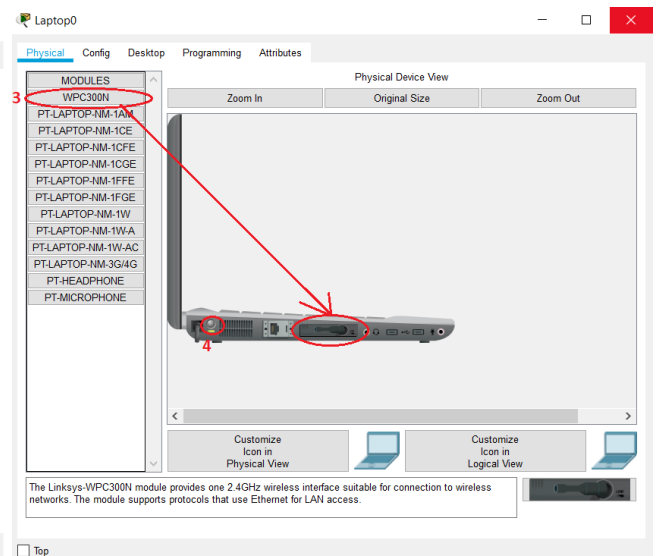 Laptop0
Physical Config Desktop Programming Attributes
MODULES
3 WPC300N
PT-LAPTOP-NM-1AM
PT-LAPTOP-NM-1CE
PT-LAPTOP-NM-1CFE
PT-LAPTOP-NM-1CGE
PT-LAPTOP-NM-1FFE
PT-LAPTOP-NM-1FGE
PT-LAPTOP-NM-1W
PT-LAPTOP-NM-1W-A
PT-LAPTOP-NM-1W-AC
PT-LAPTOP-NM-3G/4G
PT-HEADPHONE
PT-MICROPHONE
Physical Device View
Zoom In Original Size Zoom Out
4
Customize
Icon in
Physical View
Customize
Icon in
Logical View
The Linksys-WPC300N module provides one 2.4GHz wireless interface suitable for connection to wireless
networks. The module supports protocols that use Ethernet for LAN
access.
Top